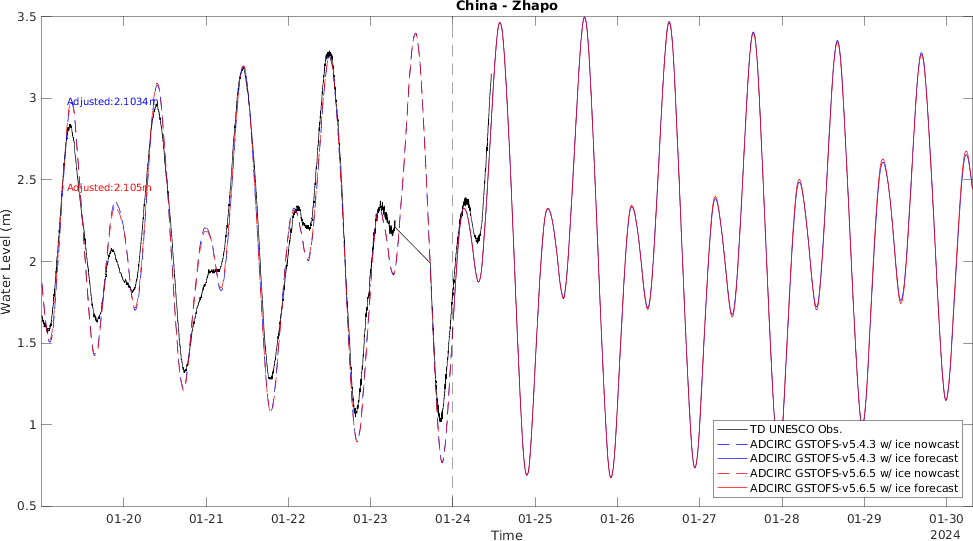 China - Zhapo
3.5
3
2.5
2
1.5
1
0.5
Water Level (m)
Adjusted:2.1034m
Adjusted:2.105m
TD UNESCO Obs.
ADCIRC GSTOFS-v5.4.3 w/ ice nowcast
ADCIRC GSTOFS-v5.4.3 w/ ice forecast
ADCIRC GSTOFS-v5.6.5 w/ ice nowcast
ADCIRC GSTOFS-v5.6.5 w/ ice forecast
01-20 01-21 01-22 01-23 01-24 01-25 01-26 01-27 01-28 01-29 01-30
Time
2024